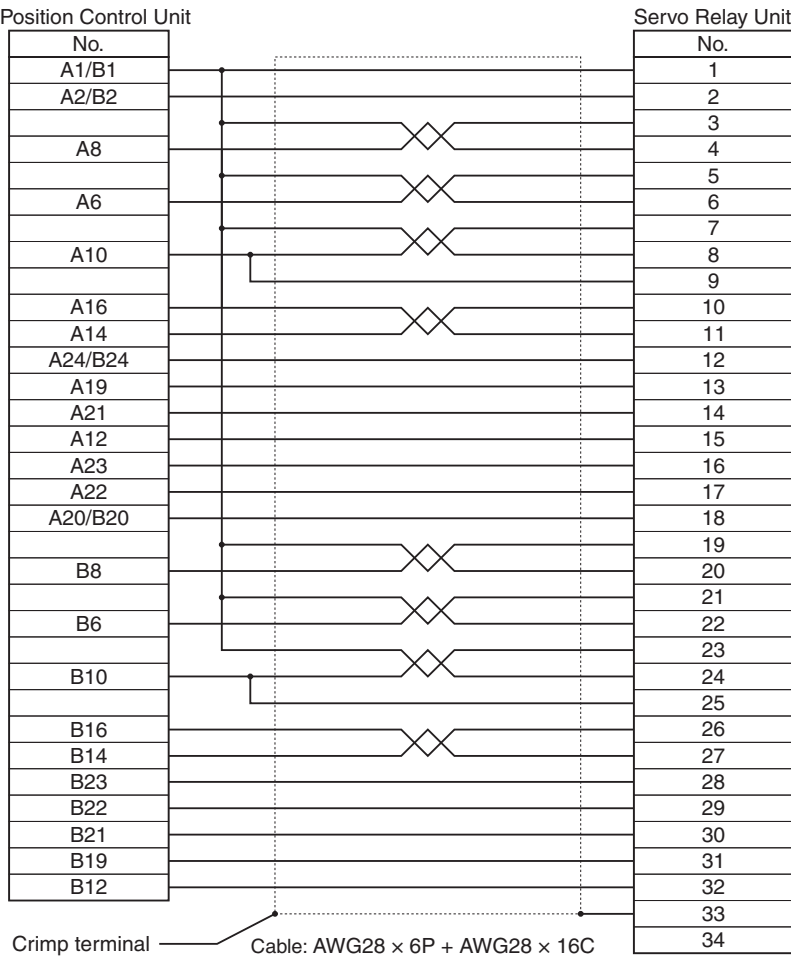 Position Control Unit Servo Relay Unit
No. No.
A1/B1 1
A2/B2 2
3
A8 4
5
A6 6
7
A10 8
9
A16 10
A14 11
A24/B24 12
A19 13
A21 14
A12 15
A23 16
A22 17
A20/B20 18
19
B8 20
21
B6 22
23
B10 24
25
B16 26
B14 27
B23 28
B22 29
B21 30
B19 31
B12 32
33
34
Crimp terminal Cable: AWG28 × 6P + AWG28 × 16C